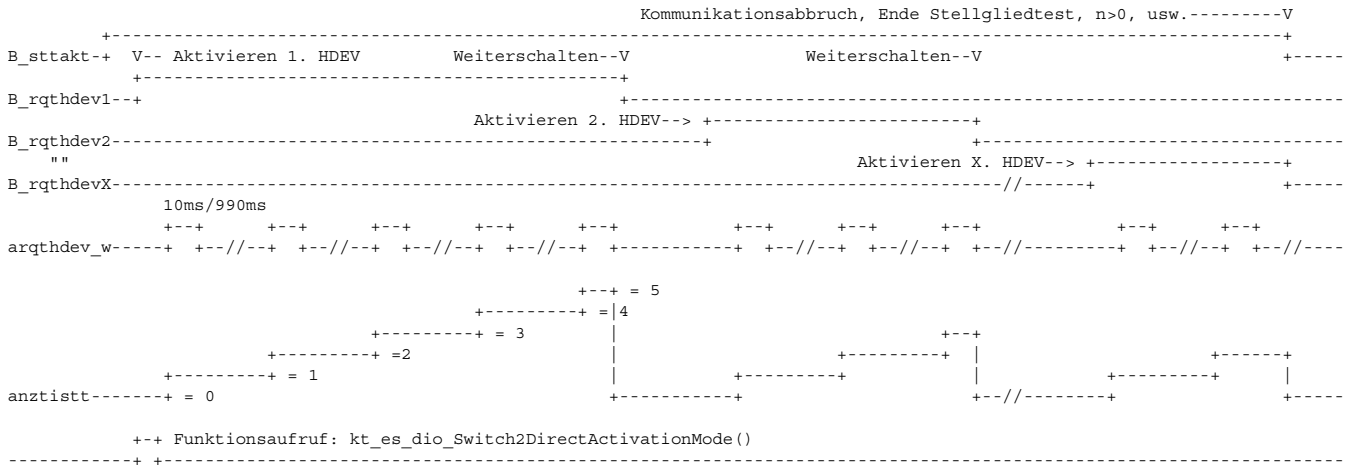 Kommunikationsabbruch, Ende Stellgliedtest, n>0, usw.---------V
+----------------------------------------------------------------------------------------------------------------+
B_sttakt-+ V-- Aktivieren 1. HDEV Weiterschalten--V Weiterschalten--V +-----
+----------------------------------------------+
B_rqthdev1--+ +---------------------------------------------------------------------
Aktivieren 2. HDEV--> +-------------------------+
B_rqthdev2---------------------------------------------------------+ +-----------------------------------
"" Aktivieren X. HDEV--> +------------------+
B_rqthdevX--------------------------------------------------------------------------------------//------+ +-----
10ms/990ms
+--+ +--+ +--+ +--+ +--+ +--+ +--+ +--+ +--+ +--+
arqthdev_w-----+ +--//--+ +--//--+ +--//--+ +--//--+ +-----------+ +--//--+ +--//--+ +--//---------+ +--//--+ +--//----
+--+ = 5
+---------+ =|4
+---------+ = 3 | +--+
+---------+ =2 | +---------+ | +------+
+---------+ = 1 | +---------+ | +---------+ |
anztistt-------+ = 0 +-----------+ +--//--------+ +-----
+-+ Funktionsaufruf: kt_es_dio_Switch2DirectActivationMode()
------------+ +------------------------------------------------------------------------------------------------------------------